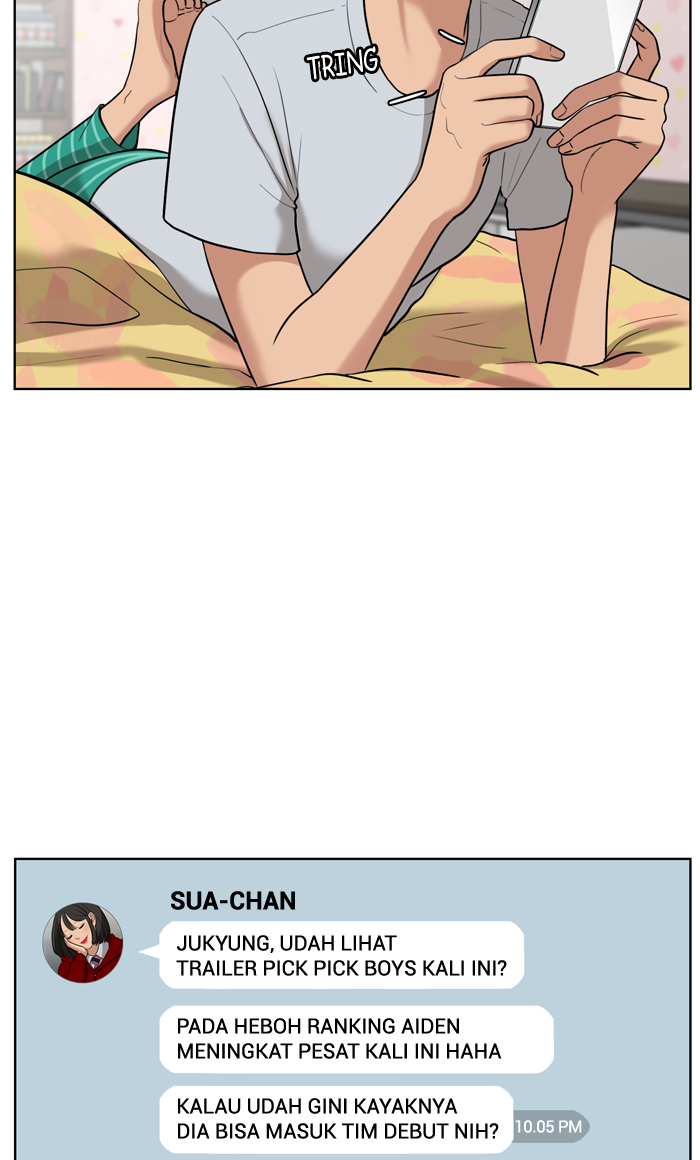 TRING
SUA-CHAN
JUKYUNG, UDAH LIHAT
TRAILER PICK PICK BOYS KALI INI?
PADA HEBOH RANKING AIDEN
MENINGKAT PESAT KALI INI HAHA
KALAU UDAH GINI KAYAKNYA
DIA BISA MASUK TIM DEBUT NIH?
10.05 PM